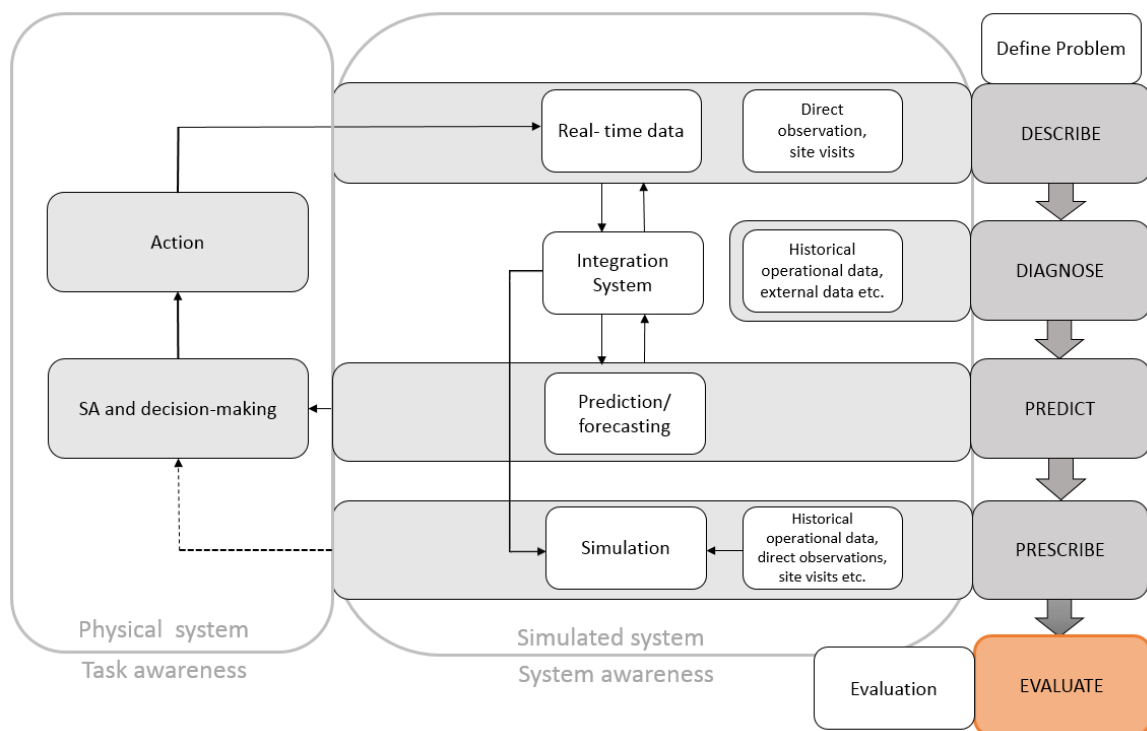 Define Problem
Real- time data
Direct
observation,
site visits
DESCRIBE
Action
Integration
System
Historical
operational data,
external data etc.
DIAGNOSE
SA and decision-making
Prediction/
forecasting
PREDICT
Simulation
Historical
operational data,
direct observations,
site visits etc.
PRESCRIBE
Physical system
Task awareness
Simulated system
System awareness
Evaluation
EVALUATE